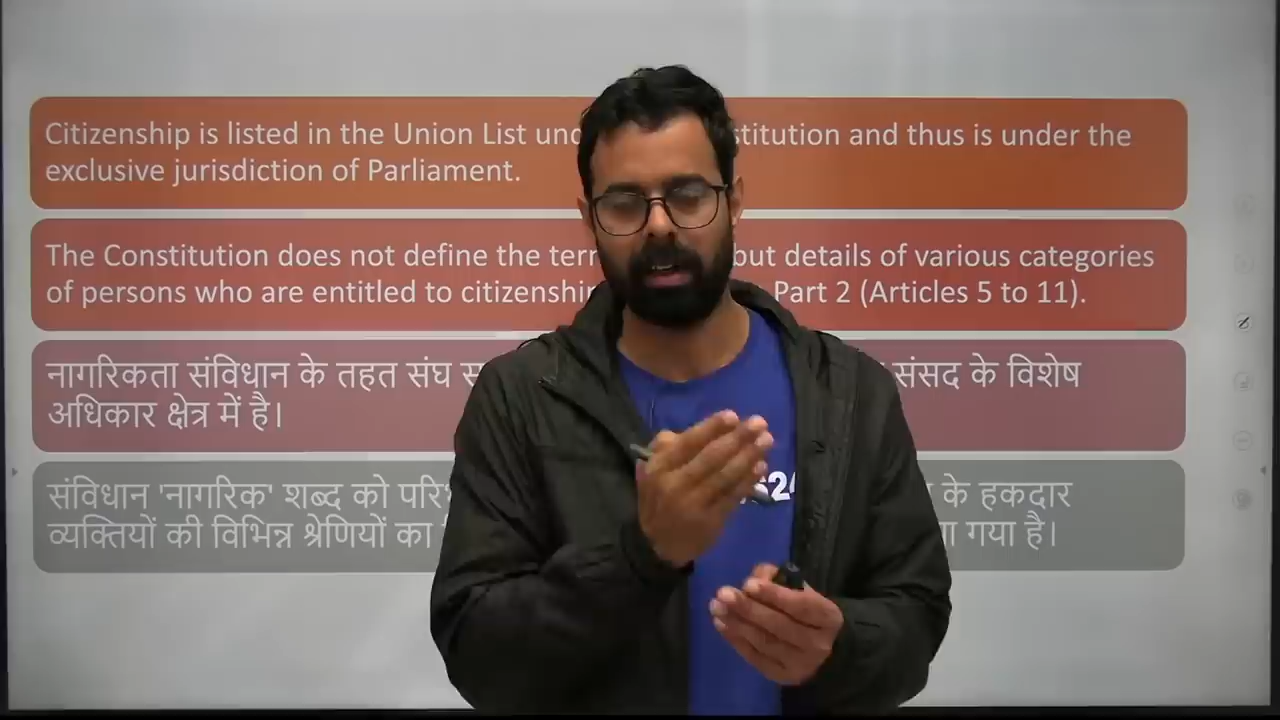 Citizenship is listed in the Union List und stitution and thus is under the
exclusive jurisdiction of Parliament.
The Constitution does not define the term but details of various categories
of persons who are entitled to citizenship Part 2 (Articles 5 to 11).
नागरिकता संविधान के तहत संघ स संसद के विशेष
अधिकार क्षेत्र में है।
संविधान 'नागरिक' शब्द को परिभ के हकदार
व्यक्तियों की विभिन्न श्रेणियों का गया है।